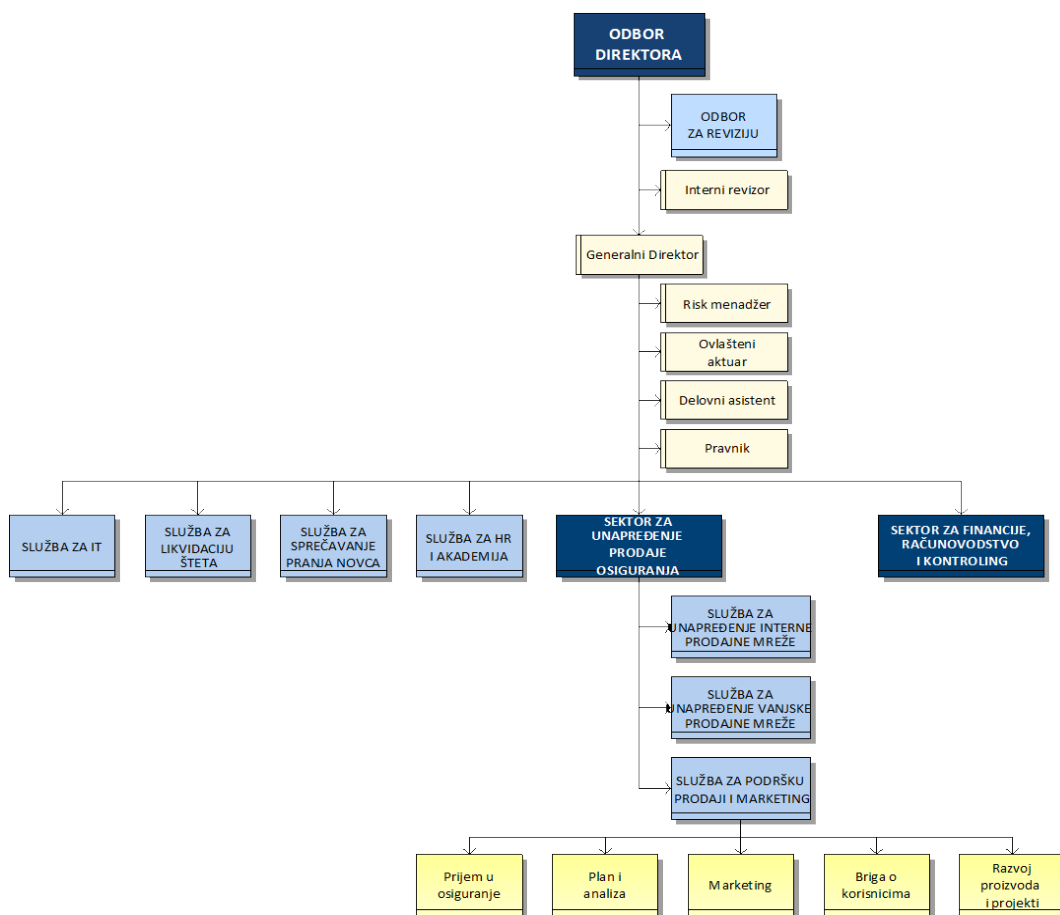 ODBOR
DIREKTORA
ODBOR
ZA REVIZIJU
Interni revizor
Generalni Direktor
Risk menadžer
Ovlašteni
aktuar
Delovni asistent
Pravnik
SLUŽBA ZA IT
SLUŽBA ZA
LIKVIDACIJU
ŠTETA
SLUŽBA ZA
SPREČAVANJE
PRANJA NOVCA
SLUŽBA ZA HR
I AKADEMIJA
SEKTOR ZA
UNAPREĐENJE
PRODAJE
OSIGURANJA
SEKTOR ZA FINANCIJE,
RAČUNOVODSTVO
I KONTROLING
SLUŽBA ZA
UNAPREĐENJE INTERNE
PRODAJNE MREŽE
SLUŽBA ZA
UNAPREĐENJE VANJSKE
PRODAJNE MREŽE
SLUŽBA ZA PODRŠKU
PRODAJI I MARKETING
Prijem u
osiguranje
Plan i
analiza
Marketing
Briga o
korisnicima
Razvoj
proizvoda
i projekti